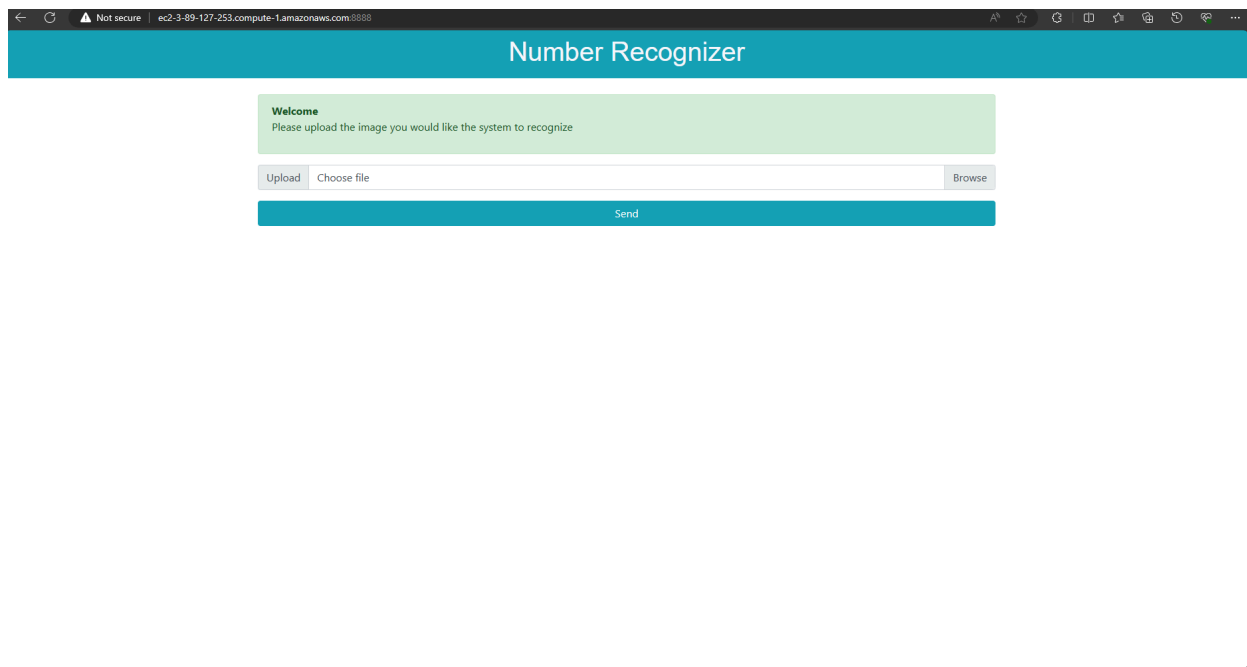 Not secure ec2-3-89-127-253.compute-1.amazonaws.com:8888
Number Recognizer
Welcome
Please upload the image you would like the system to recognize
Upload Choose file Browse
Send